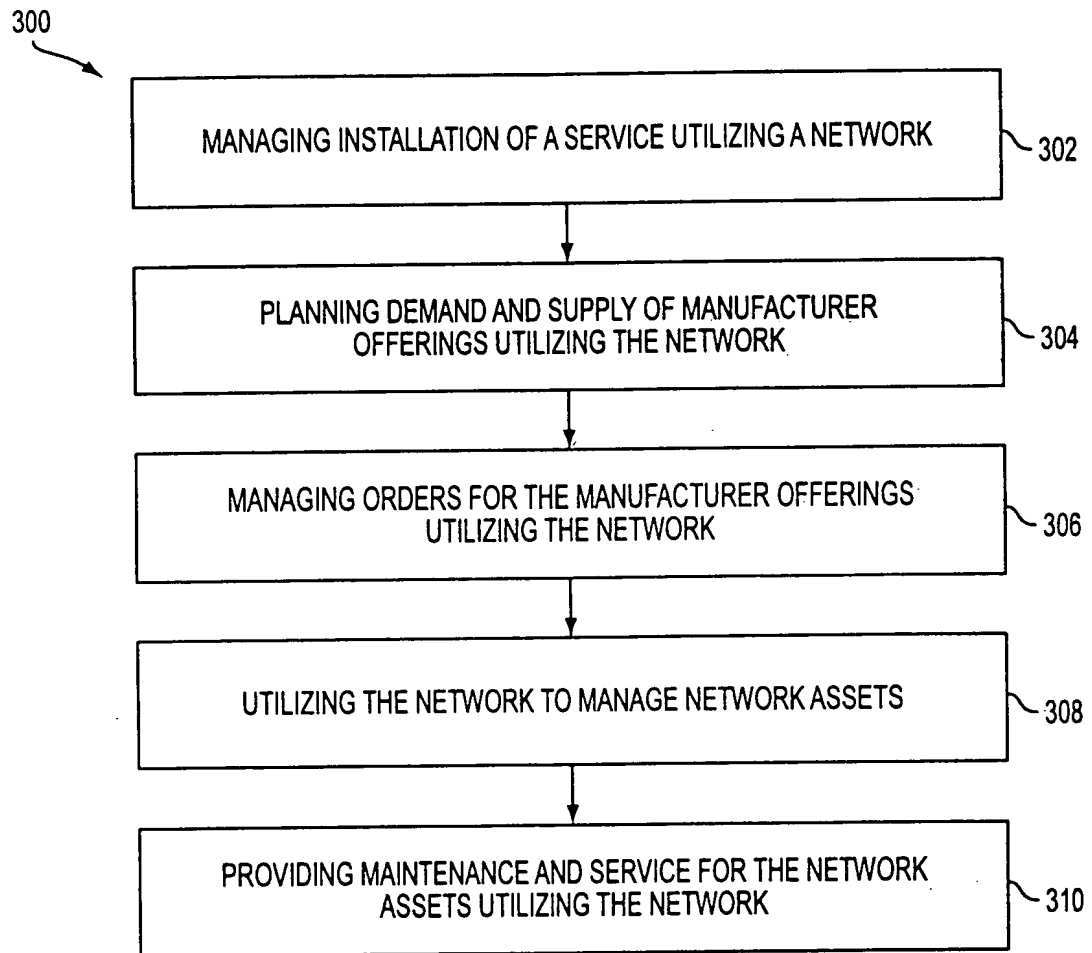 300
MANAGING INSTALLATION OF A SERVICE UTILIZING A NETWORK
302
PLANNING DEMAND AND SUPPLY OF MANUFACTURER
OFFERINGS UTILIZING THE NETWORK
304
MANAGING ORDERS FOR THE MANUFACTURER OFFERINGS
UTILIZING THE NETWORK
306
UTILIZING THE NETWORK TO MANAGE NETWORK ASSETS
308
PROVIDING MAINTENANCE AND SERVICE FOR THE NETWORK
ASSETS UTILIZING THE NETWORK
310